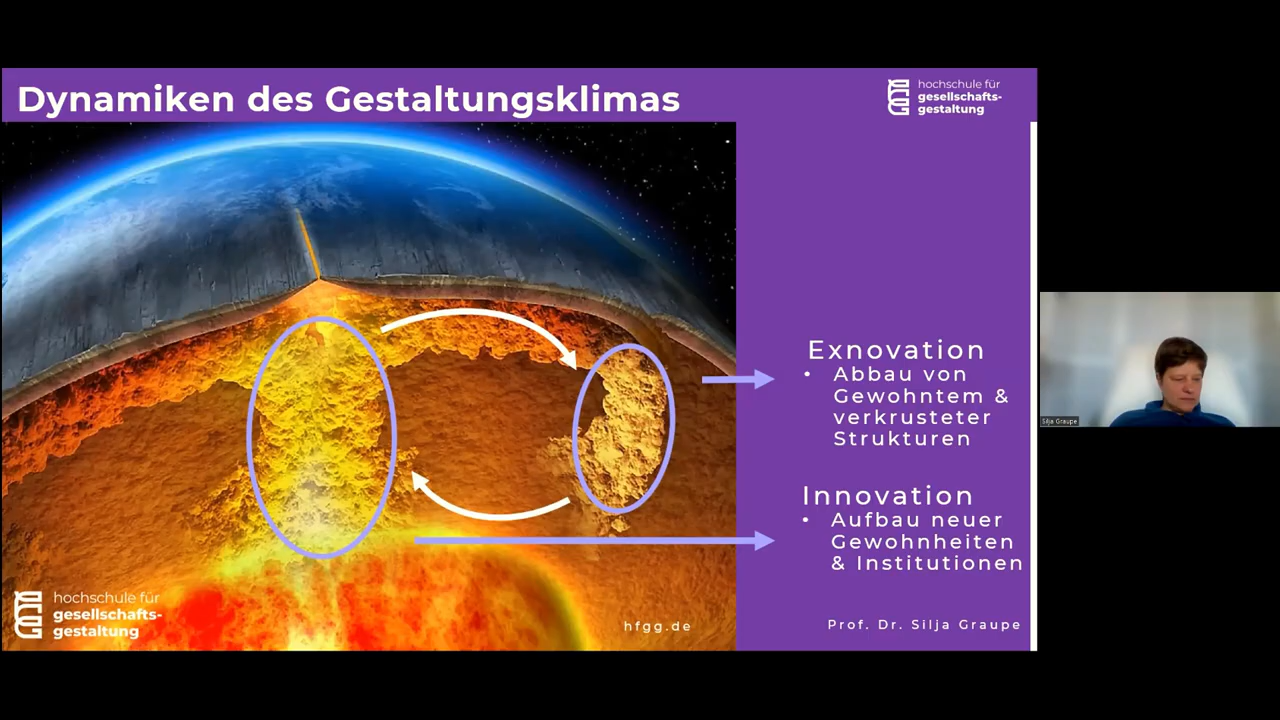 Dynamiken des Gestaltungsklimas
hochschule für
gesellschafts-
gestaltung
Exnovation
• Abbau von
Gewohntem &
verkrusteter
Strukturen
Innovation
• Aufbau neuer
Gewohnheiten
& Institutionen
Silja Graupe
hochschule für
gesellschafts-
gestaltung
hfgg.de
Prof. Dr. Silja Graupe